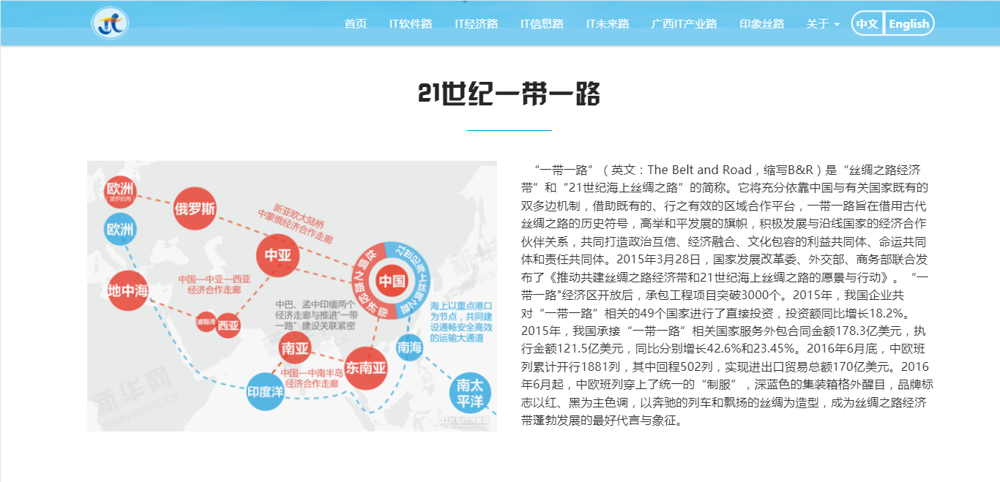 首页 IT软件路 IT经济路 IT信息路 IT未来路 广西IT产业路 印象丝路 关于 中文 English
21世纪一带一路
欧洲
(波罗的海)
俄罗斯
欧洲
新亚欧大陆桥
中蒙俄经济合作走廊
中亚
丝绸之路经济带
21世纪海上丝绸之路
中国
中国—中亚—西亚
经济合作走廊
地中海
中巴、孟中印缅两个
经济走廊与推进“一带
一路”建设关联紧密
海上以重点港口
为节点，共同建
设通畅安全高效
的运输大通道
波斯湾
西亚
南亚
南海
东南亚
中国—中南半岛
经济合作走廊
印度洋
南太
平洋
新华网
WWW.NEWS.CN
“一带一路”（英文：The Belt and Road，缩写B&R）是“丝绸之路经济
带”和“21世纪海上丝绸之路”的简称。它将充分依靠中国与有关国家既有的
双多边机制，借助既有的、行之有效的区域合作平台，一带一路旨在借用古代
丝绸之路的历史符号，高举和平发展的旗帜，积极发展与沿线国家的经济合作
伙伴关系，共同打造政治互信、经济融合、文化包容的利益共同体、命运共同
体和责任共同体。2015年3月28日，国家发展改革委、外交部、商务部联合发
布了《推动共建丝绸之路经济带和21世纪海上丝绸之路的愿景与行动》。“一
带一路"经济区开放后，承包工程项目突破3000个。2015年，我国企业共
对“一带一路”相关的49个国家进行了直接投资，投资额同比增长18.2%。
2015年，我国承接“一带一路”相关国家服务外包合同金额178.3亿美元，执
行金额121.5亿美元，同比分别增长42.6%和23.45%。2016年6月底，中欧班
列累计开行1881列，其中回程502列，实现进出口贸易总额170亿美元。2016
年6月起，中欧班列穿上了统一的“制服”，深蓝色的集装箱格外醒目，品牌标
志以红、黑为主色调，以奔驰的列车和飘扬的丝绸为造型，成为丝绸之路经济
带蓬勃发展的最好代言与象征。